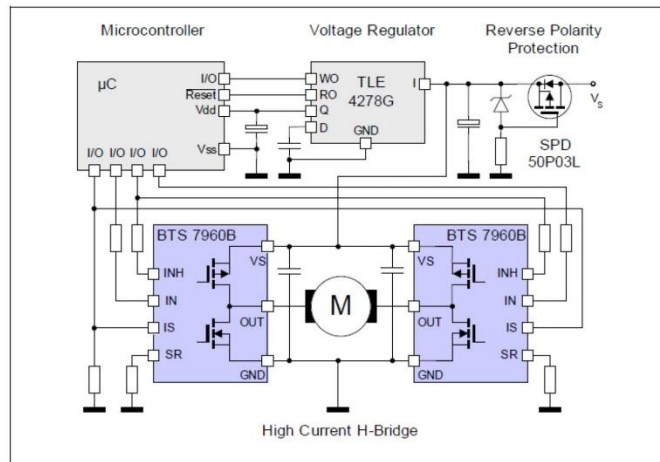 Microcontroller
Voltage Regulator
Reverse Polarity
Protection
µC
I/O
Reset
Vdd
Vss
I/O I/O I/O I/O
WO
RO
Q
D
TLE
4278G
GND
I
V_S
SPD
50P03L
BTS 7960B
VS
INH
IN
IS
SR
OUT
GND
M
BTS 7960B
VS
INH
IN
IS
SR
OUT
GND
High Current H-Bridge